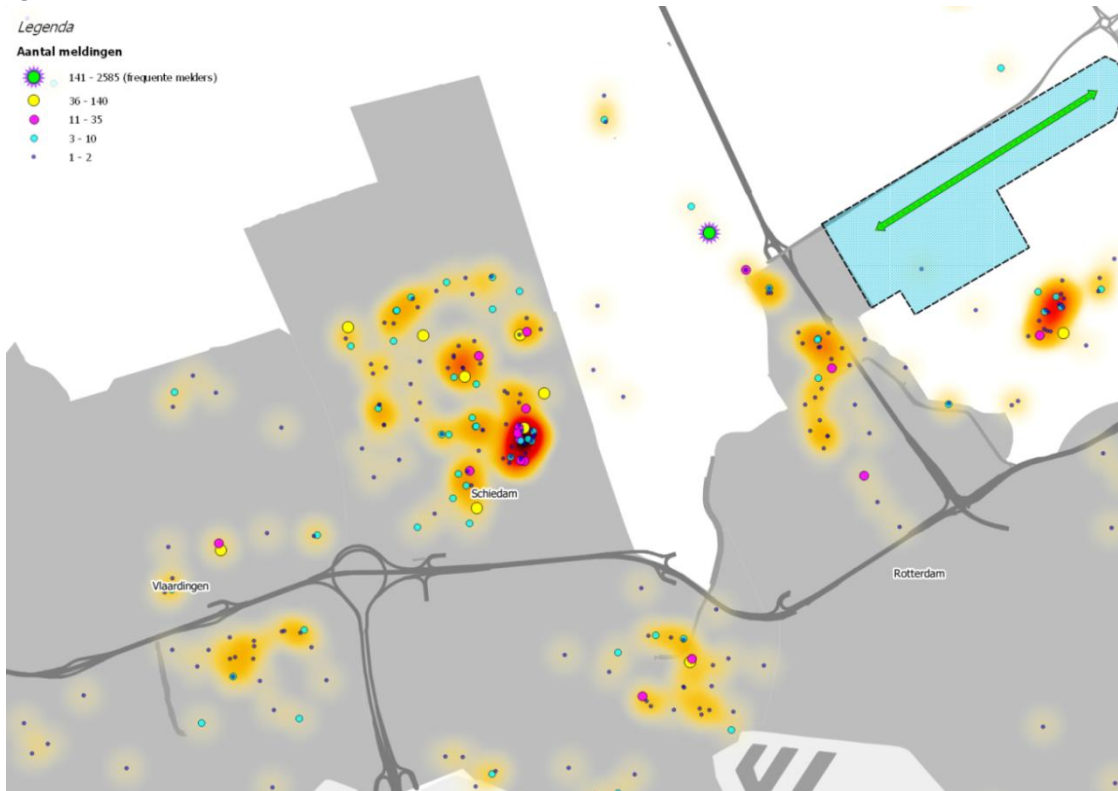 Legenda
Aantal meldingen
141 - 2585 (frequente melders)
36 - 140
11 - 35
3 - 10
1 - 2
Schiedam
Rotterdam
Vlaardingen